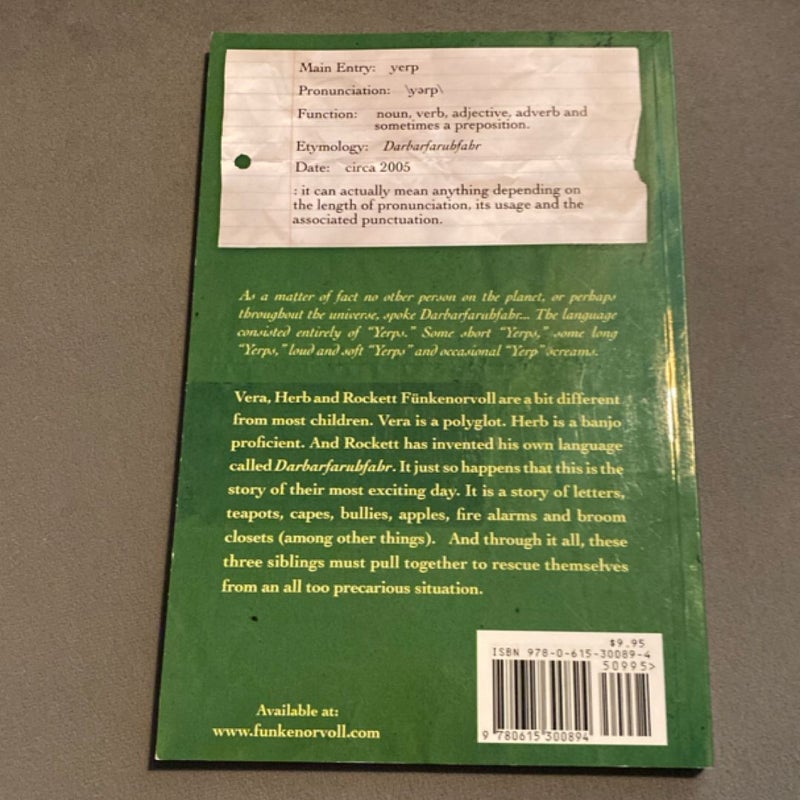 Main Entry: yerp
Pronunciation: \yərp\
Function: noun, verb, adjective, adverb and
sometimes a preposition.
Etymology: Darbarfaruhfahr
Date: circa 2005
: it can actually mean anything depending on
the length of pronunciation, its usage and the
associated punctuation.
As a matter of fact no other person on the planet, or perhaps
throughout the universe, spoke Darbarfaruhfahr... The language
consisted entirely of "Yerps." Some short "Yerps," some long
"Yerps," loud and soft "Yerps" and occasional "Yerp" screams.
Vera, Herb and Rockett Fünkenorvoll are a bit different
from most children. Vera is a polyglot. Herb is a banjo
proficient. And Rockett has invented his own language
called Darbarfaruhfahr. It just so happens that this is the
story of their most exciting day. It is a story of letters,
teapots, capes, bullies, apples, fire alarms and broom
closets (among other things). And through it all, these
three siblings must pull together to rescue themselves
from an all too precarious situation.
$9.95
ISBN 978-0-615-30089-4
50995>
9 780615 300894
Available at:
www.funkenorvoll.com